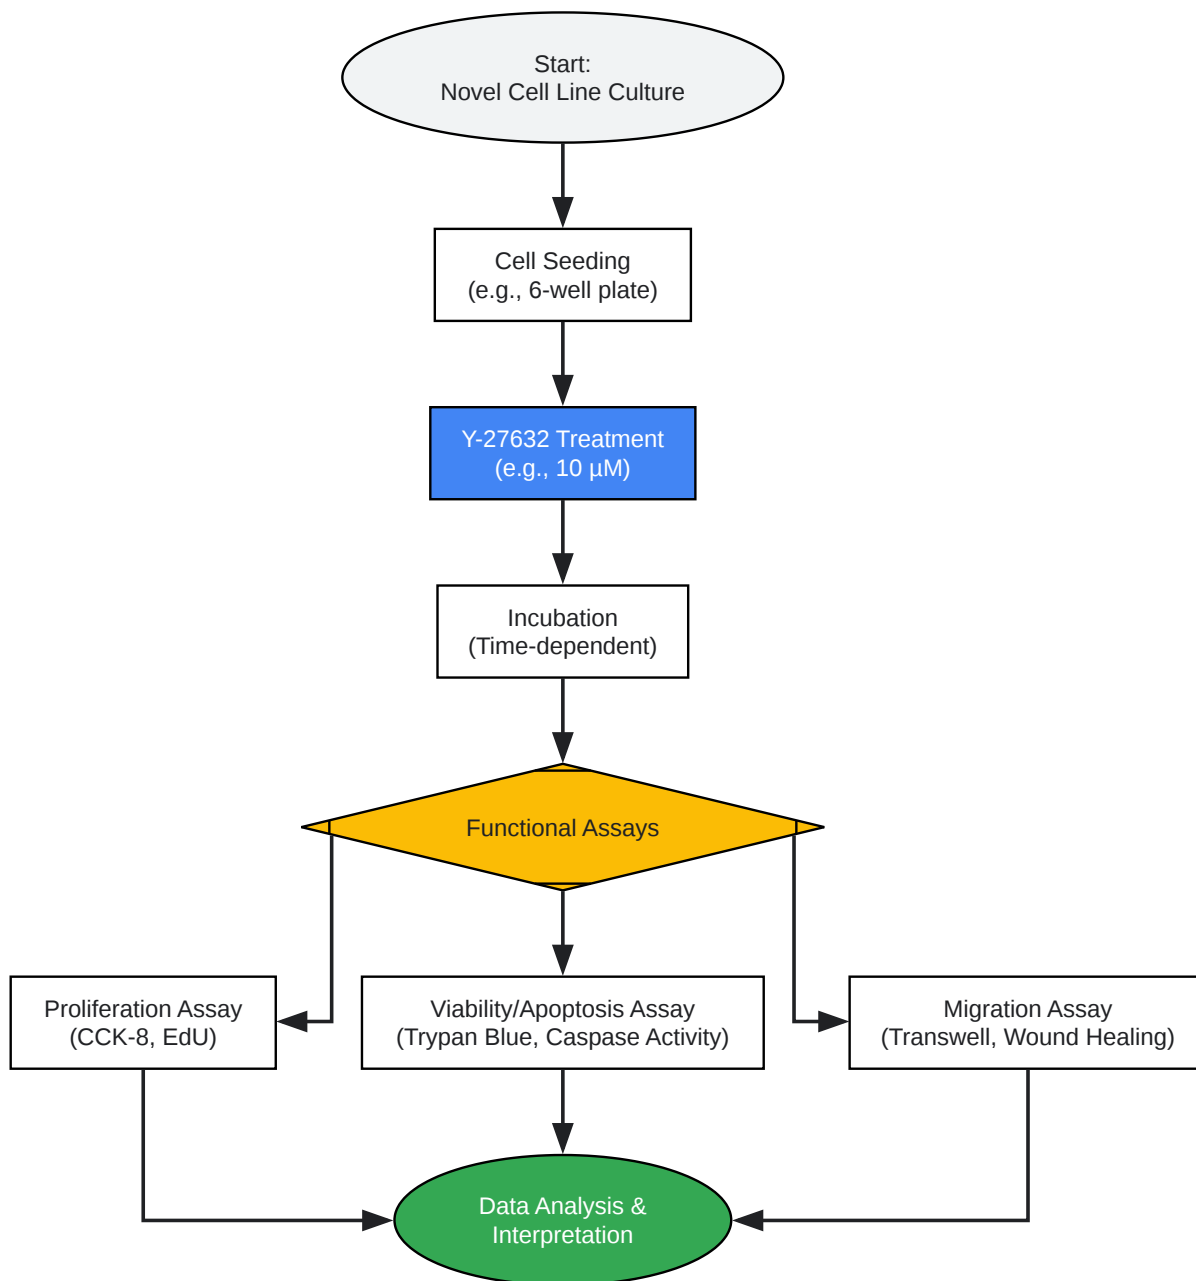 Start:
Novel Cell Line Culture
Cell Seeding
(e.g., 6-well plate)
Y-27632 Treatment
(e.g., 10 µM)
Incubation
(Time-dependent)
Functional Assays
Proliferation Assay
(CCK-8, EdU)
Viability/Apoptosis Assay
(Trypan Blue, Caspase Activity)
Migration Assay
(Transwell, Wound Healing)
Data Analysis &
Interpretation